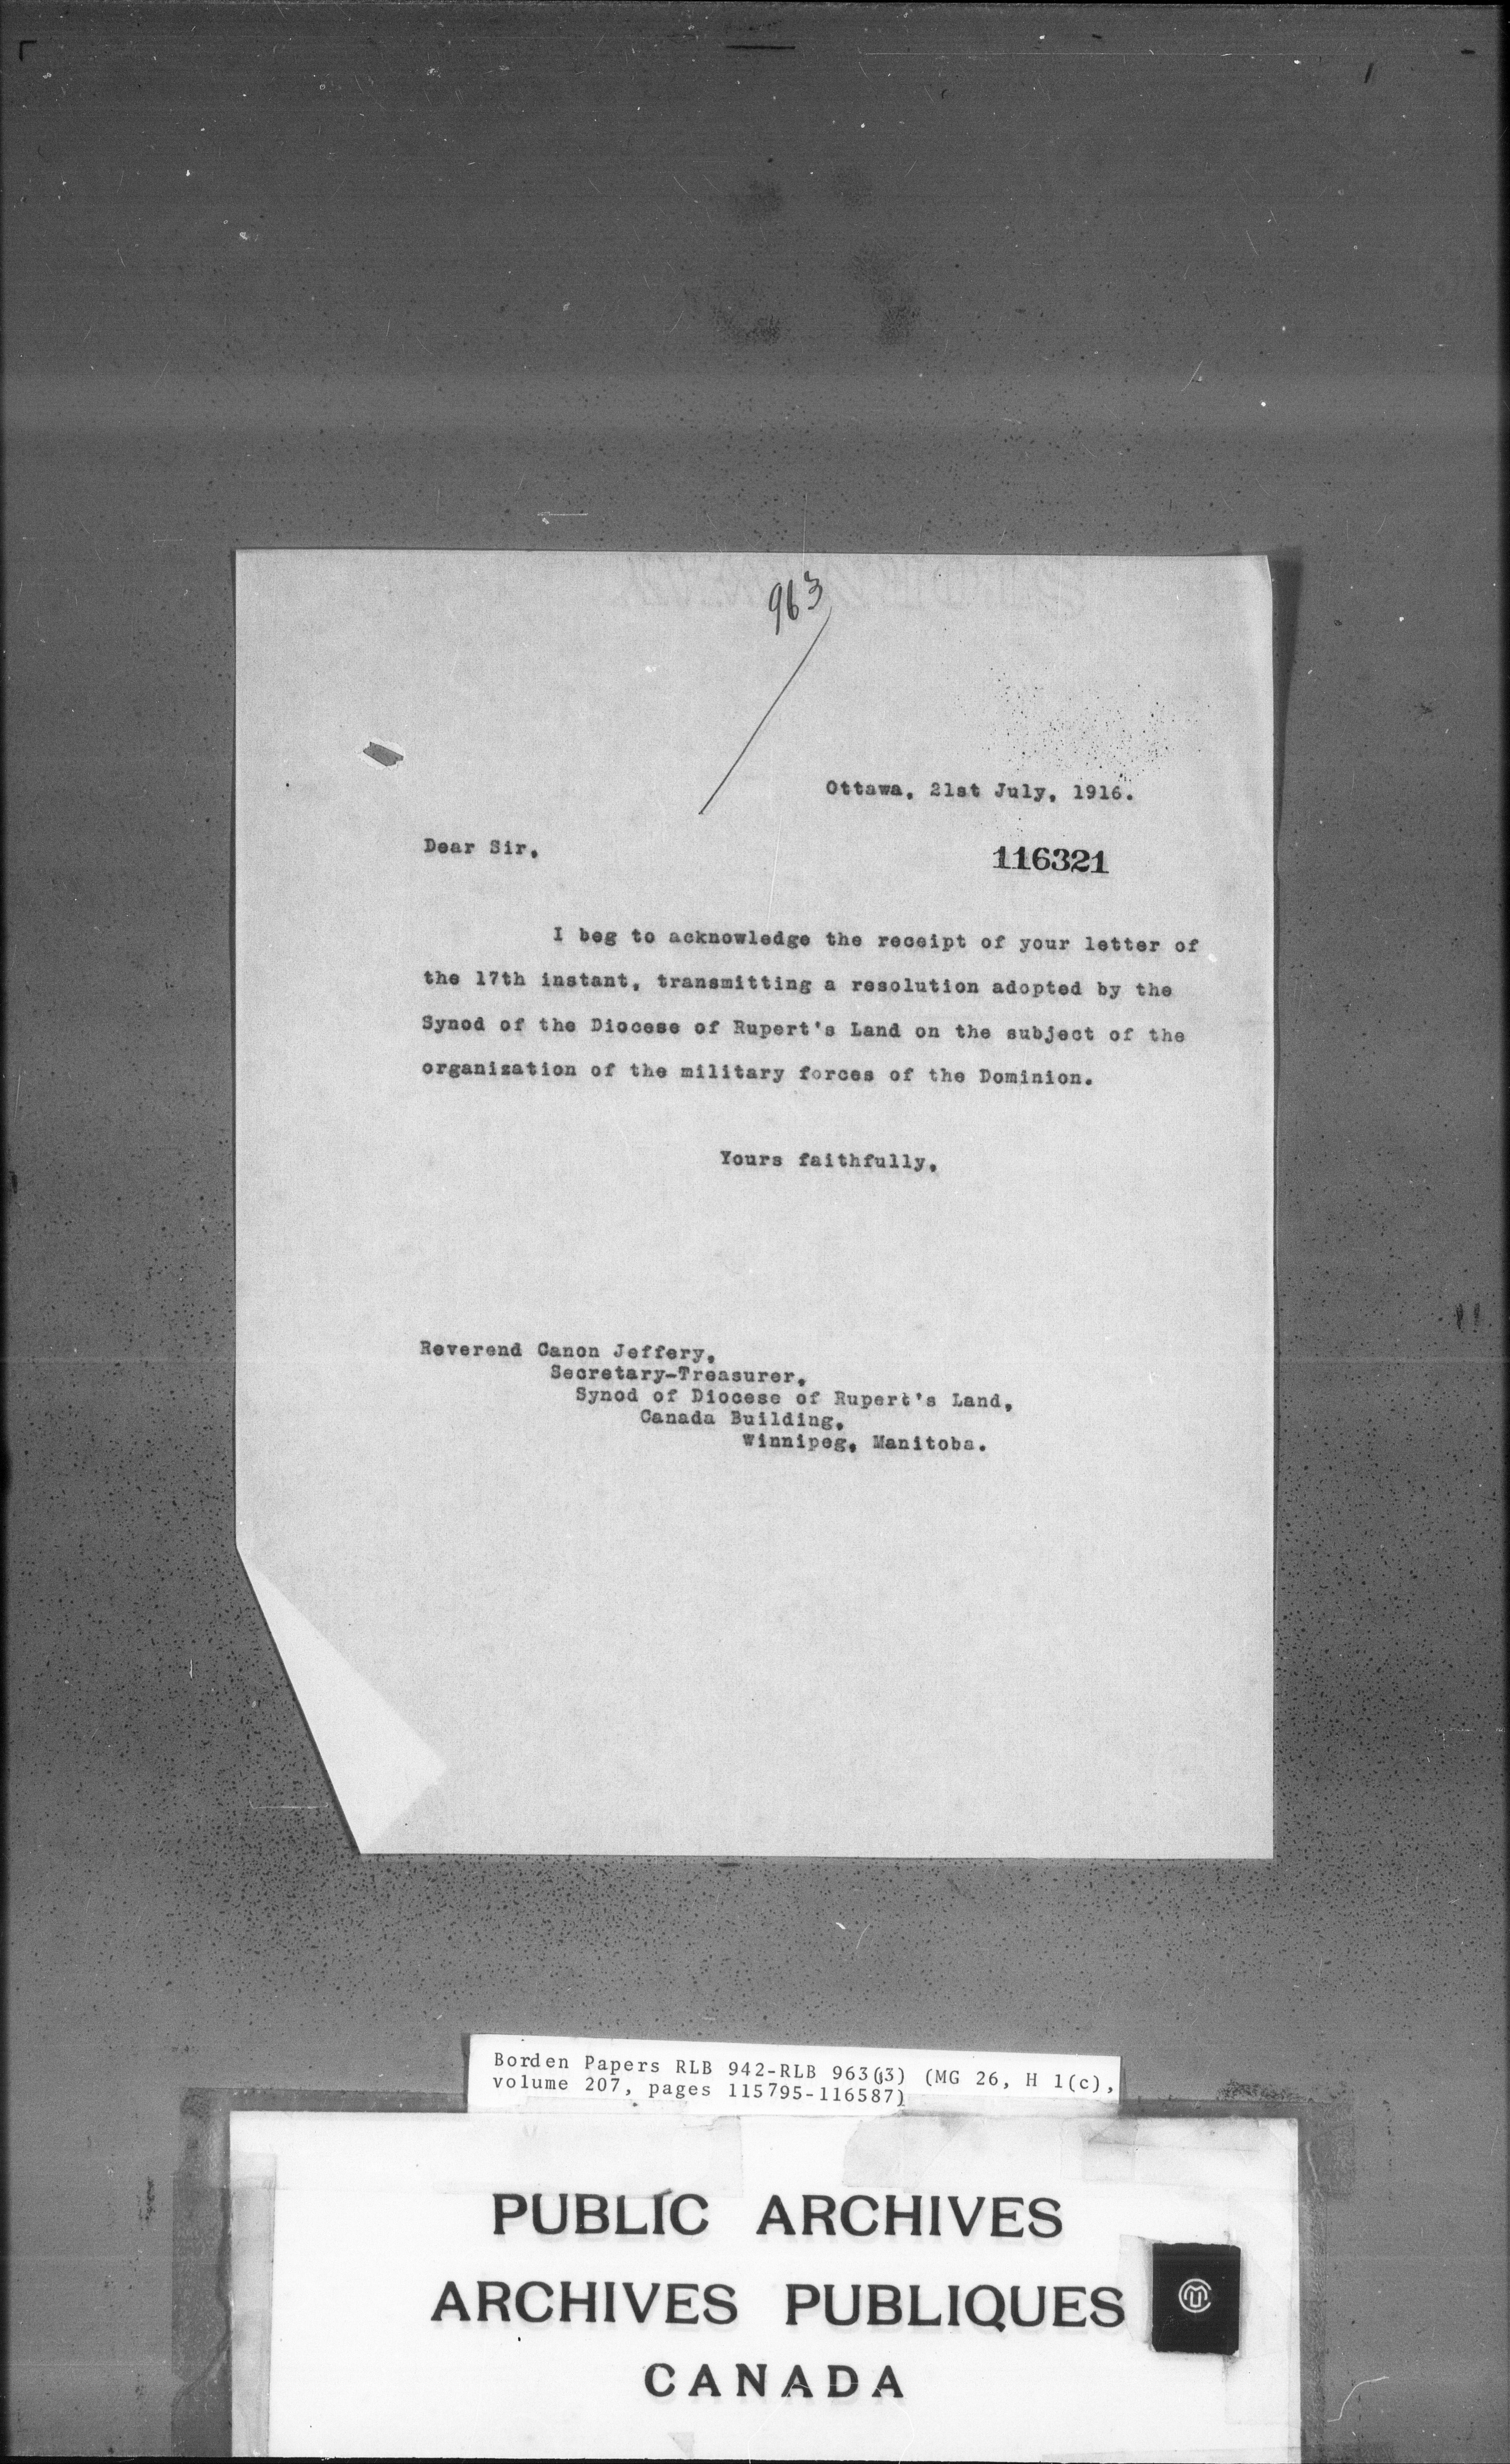 963
Ottawa, 21st July, 1916.
Dear Sir,
116321
I beg to acknowledge the receipt of your letter of
the 17th instant, transmitting a resolution adopted by the
Synod of the Diocese of Rupert's Land on the subject of the
organization of the military forces of the Dominion.
Yours faithfully,
Reverend Canon Jeffery,
Secretary-Treasurer,
Synod of Diocese of Rupert's Land,
Canada Building,
Winnipeg, Manitoba.
Borden Papers RLB 942-RLB 963(3) (MG 26, H 1(c),
volume 207, pages 115795-116587)
PUBLIC ARCHIVES
ARCHIVES PUBLIQUES
CANADA